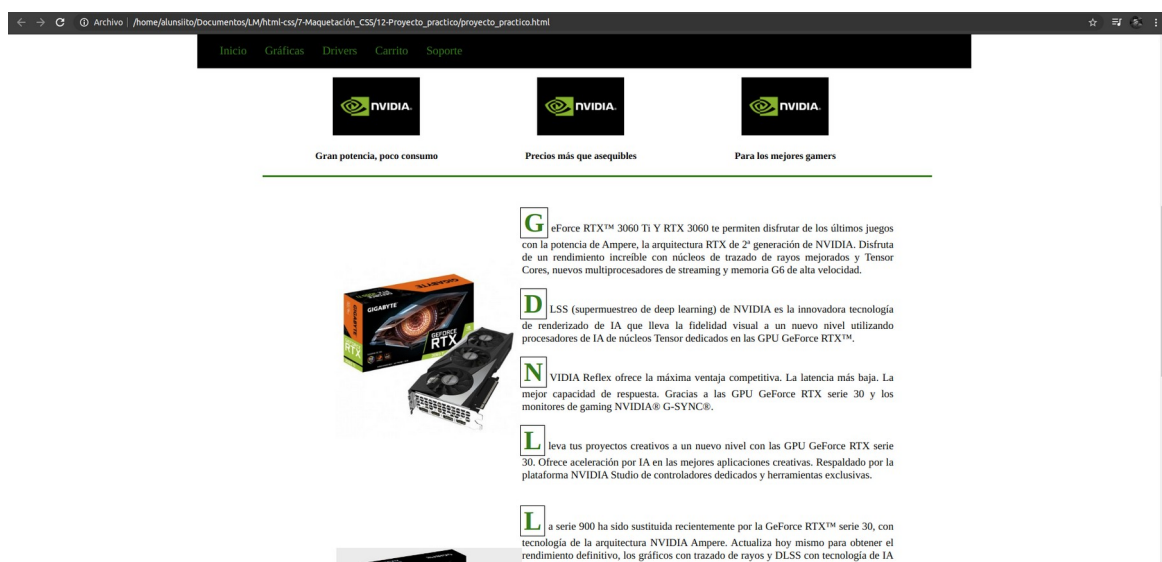 Archivo | /home/alunsiito/Documentos/LM/html-css/7-Maquetación_CSS/12-Proyecto_practico/proyecto_practico.html
Inicio Gráficas Drivers Carrito Soporte
NVIDIA. NVIDIA. NVIDIA.
Gran potencia, poco consumo Precios más que asequibles Para los mejores gamers
GeForce RTX™ 3060 Ti Y RTX 3060 te permiten disfrutar de los últimos juegos
con la potencia de Ampere, la arquitectura RTX de 2ª generación de NVIDIA. Disfruta
de un rendimiento increíble con núcleos de trazado de rayos mejorados y Tensor
Cores, nuevos multiprocesadores de streaming y memoria G6 de alta velocidad.
GIGABYTE
GIGABYTE
GEFORCE
RTX
RTX
DLSS (supermuestreo de deep learning) de NVIDIA es la innovadora tecnología
de renderizado de IA que lleva la fidelidad visual a un nuevo nivel utilizando
procesadores de IA de núcleos Tensor dedicados en las GPU GeForce RTX™.
NVIDIA Reflex ofrece la máxima ventaja competitiva. La latencia más baja. La
mejor capacidad de respuesta. Gracias a las GPU GeForce RTX serie 30 y los
monitores de gaming NVIDIA® G-SYNC®.
Lleva tus proyectos creativos a un nuevo nivel con las GPU GeForce RTX serie
30. Ofrece aceleración por IA en las mejores aplicaciones creativas. Respaldado por la
plataforma NVIDIA Studio de controladores dedicados y herramientas exclusivas.
La serie 900 ha sido sustituida recientemente por la GeForce RTX™ serie 30, con
tecnología de la arquitectura NVIDIA Ampere. Actualiza hoy mismo para obtener el
rendimiento definitivo, los gráficos con trazado de rayos y DLSS con tecnología de IA